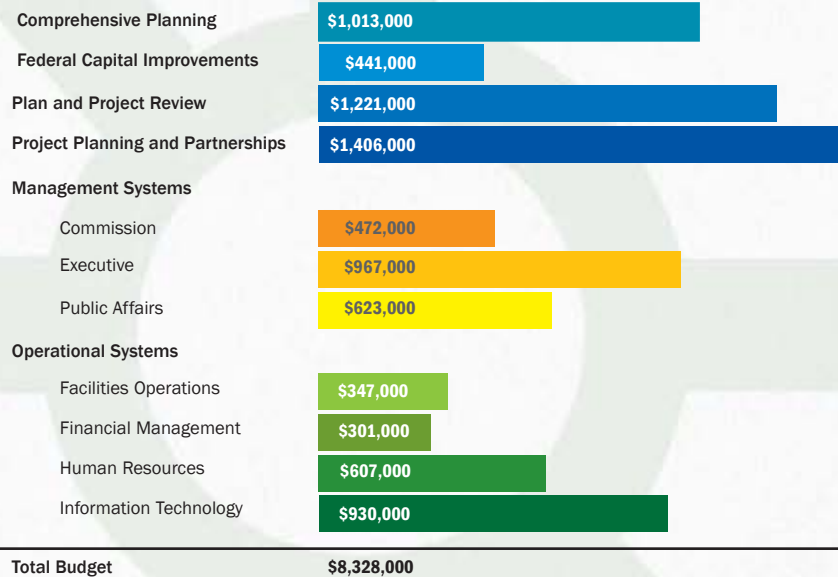 Comprehensive Planning $1,013,000
Federal Capital Improvements $441,000
Plan and Project Review $1,221,000
Project Planning and Partnerships $1,406,000
Management Systems
Commission $472,000
Executive $967,000
Public Affairs $623,000
Operational Systems
Facilities Operations $347,000
Financial Management $301,000
Human Resources $607,000
Information Technology $930,000
Total Budget $8,328,000